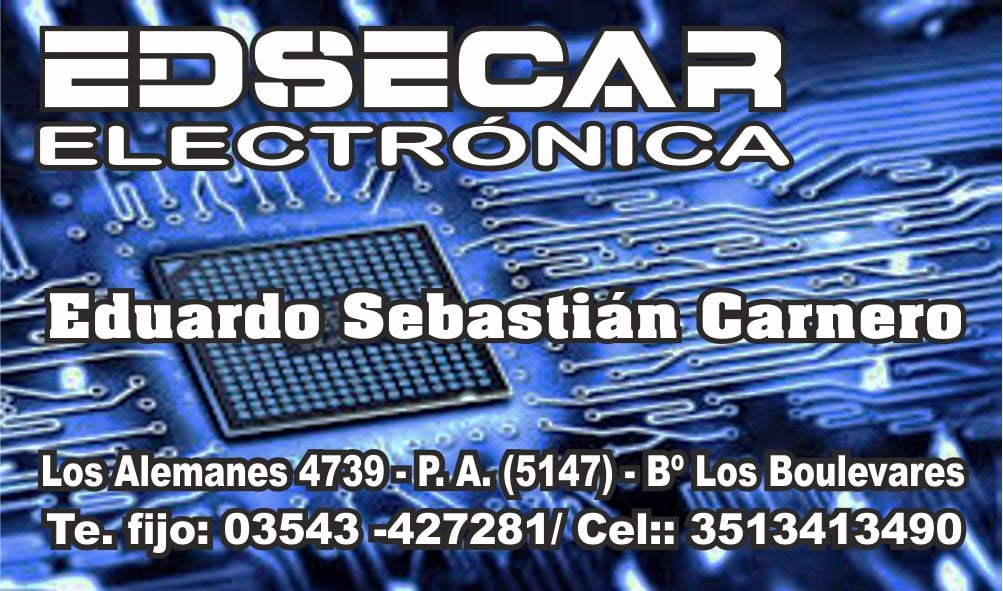 EDSECAR
ELECTRÓNICA
Eduardo Sebastián Carnero
Los Alemanes 4739 - P. A. (5147) - Bº Los Boulevares
Te. fijo: 03543 -427281/ Cel:: 3513413490